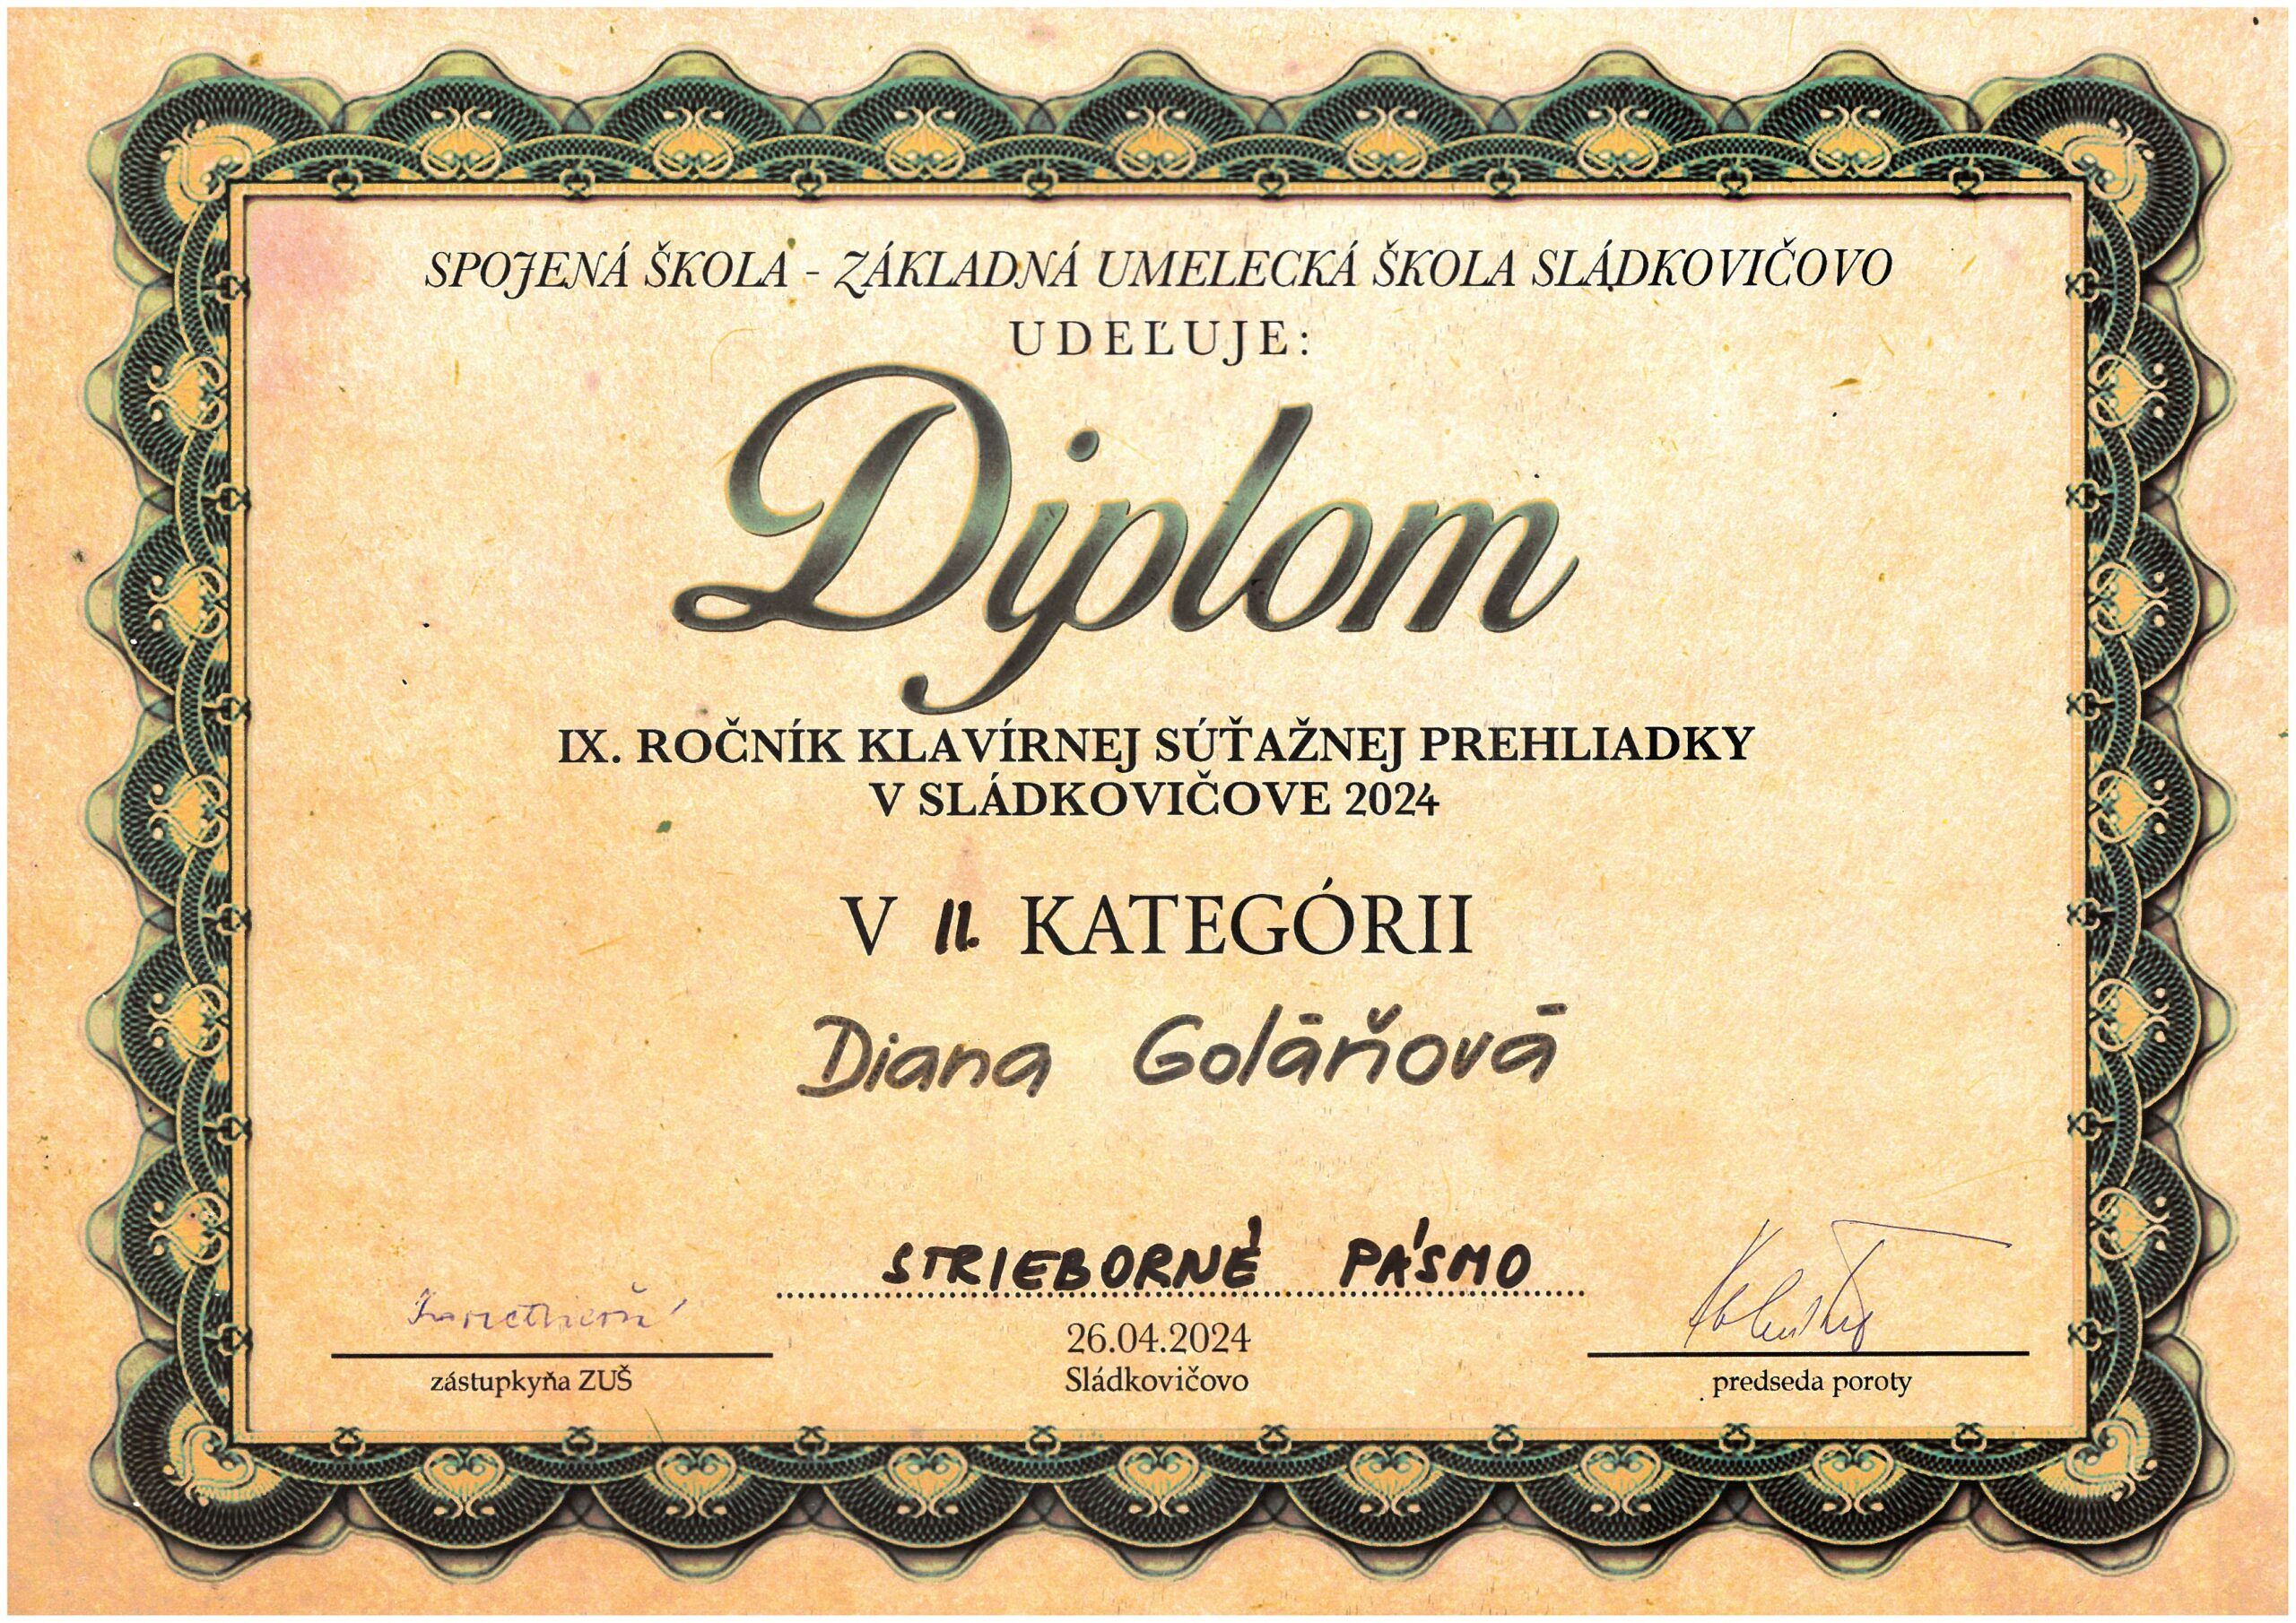 SPOJENÁ ŠKOLA - ZÁKLADNÁ UMELECKÁ ŠKOLA SLÁDKOVIČOVO
UDEĽUJE:
Diplom
IX. ROČNÍK KLAVÍRNEJ SÚŤAŽNEJ PREHLIADKY
V SLÁDKOVIČOVE 2024
V II. KATEGÓRII
Diana Goláňová
STRIEBORNÉ PÁSMO
26.04.2024
Sládkovičovo
zástupkyňa ZUŠ
predseda poroty